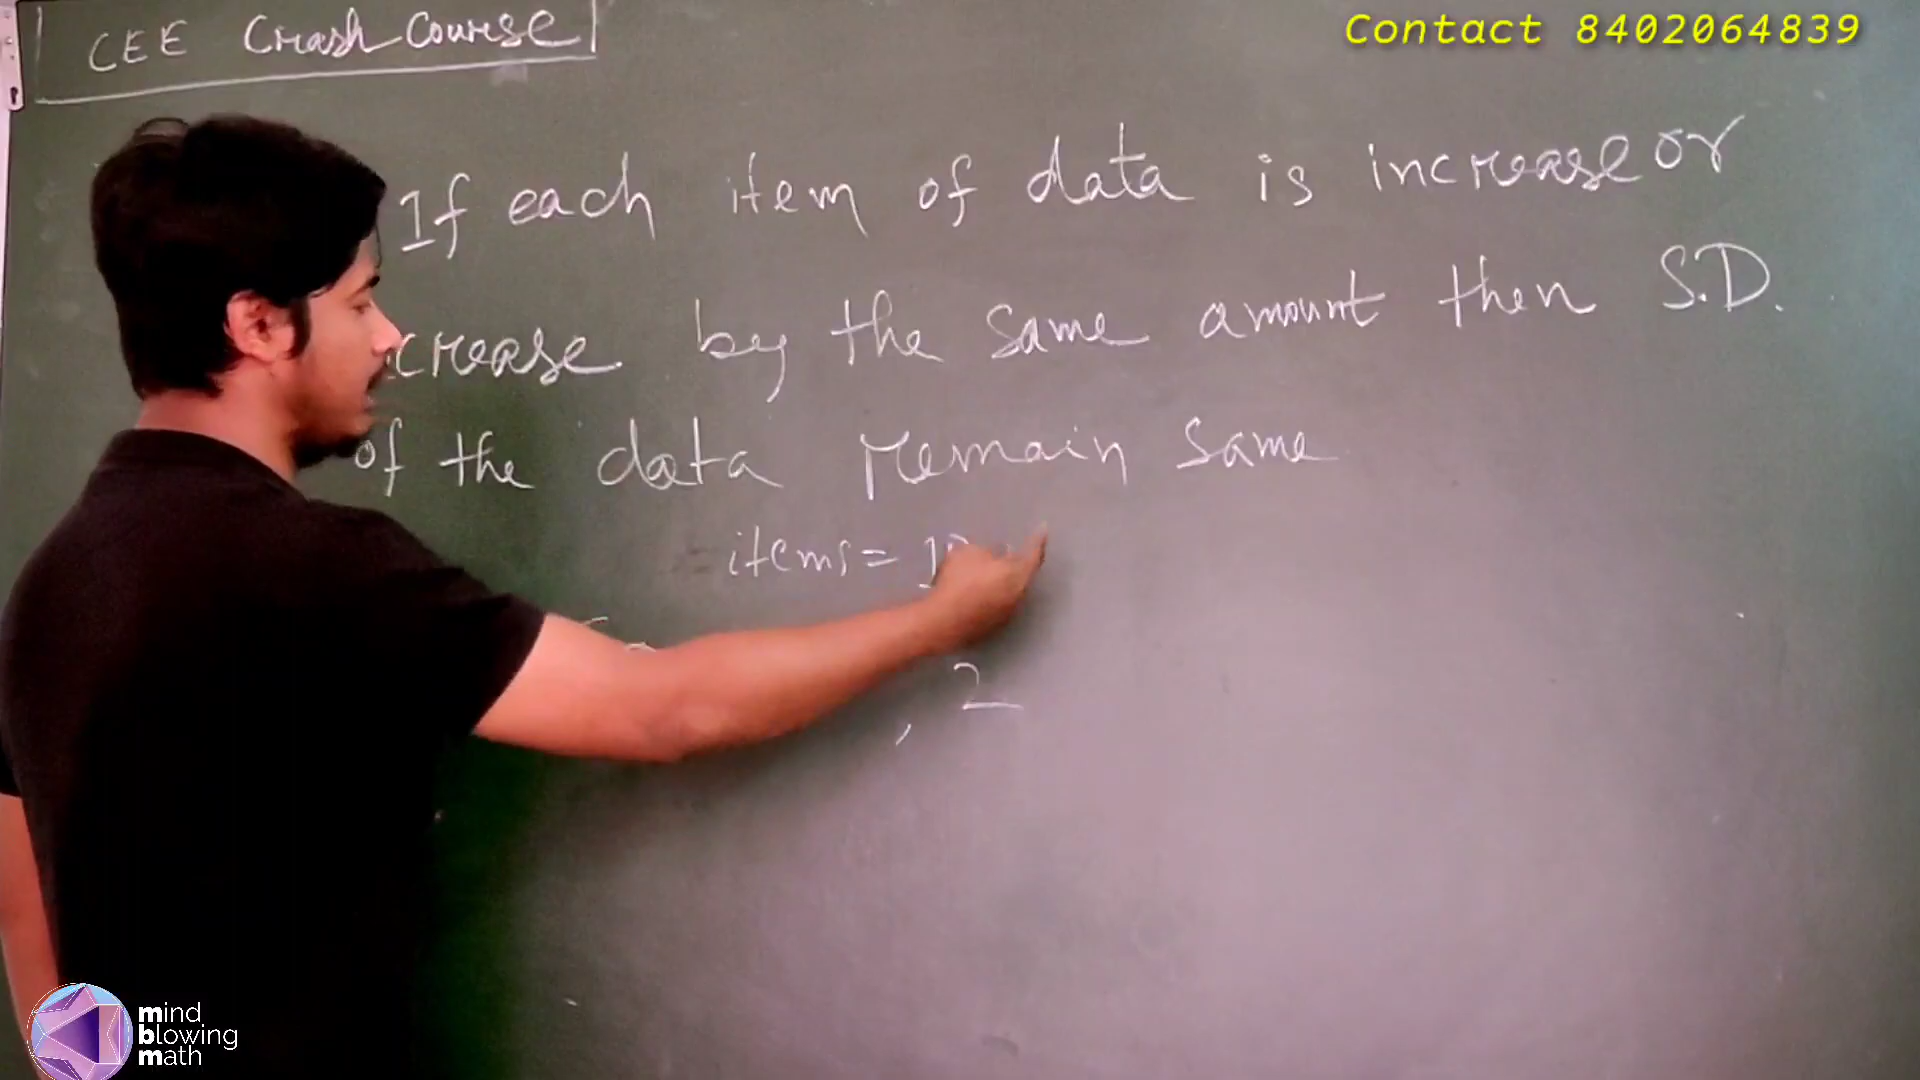 CEE Crash Course
Contact 8402064839
If each item of data is increase or
crease by the same amount then S.D.
of the data remain same
items =
, 2
mind
blowing
math